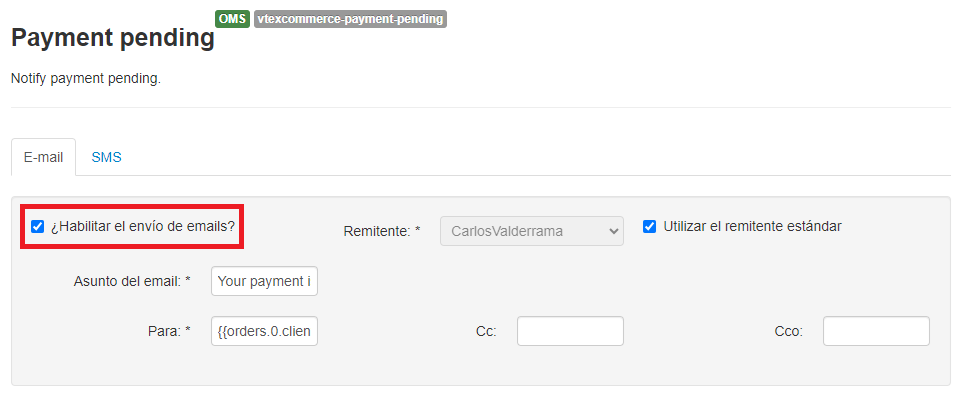 Payment pending OMS vtexcommerce-payment-pending
Notify payment pending.
E-mail SMS
¿Habilitar el envío de emails? Remitente: * CarlosValderrama Utilizar el remitente estándar
Asunto del email: * Your payment i
Para: * {{orders.0.clien Cc: Cco: